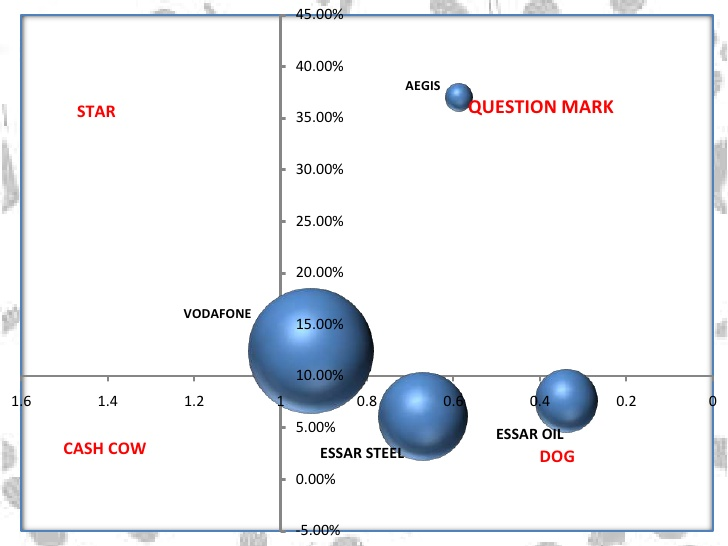 45.00%
40.00%
AEGIS
QUESTION MARK
STAR
35.00%
30.00%
25.00%
20.00%
VODAFONE
15.00%
10.00%
1.6 1.4 1.2 1 0.8 0.6 0.4 0.2 0
5.00%
ESSAR OIL
CASH COW
ESSAR STEEL
DOG
0.00%
-5.00%